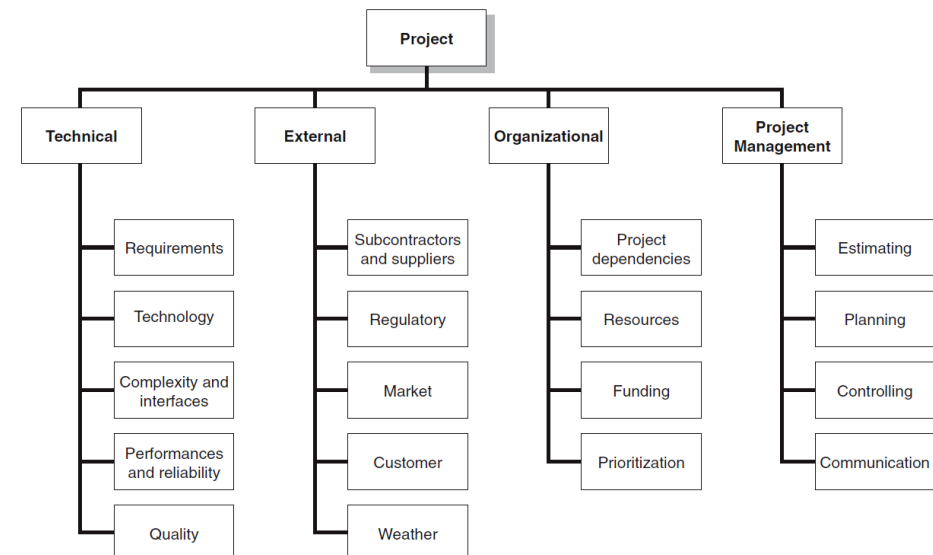 Project
Technical
External
Organizational
Project
Management
Requirements
Technology
Complexity and
interfaces
Performances
and reliability
Quality
Subcontractors
and suppliers
Regulatory
Market
Customer
Weather
Project
dependencies
Resources
Funding
Prioritization
Estimating
Planning
Controlling
Communication